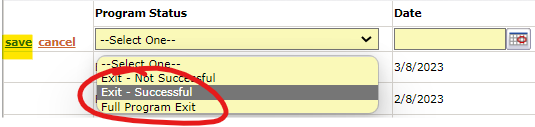 Program Status Date
save cancel --Select One--
--Select One--
Exit - Not Successful 3/8/2023
Exit - Successful
Full Program Exit 2/8/2023